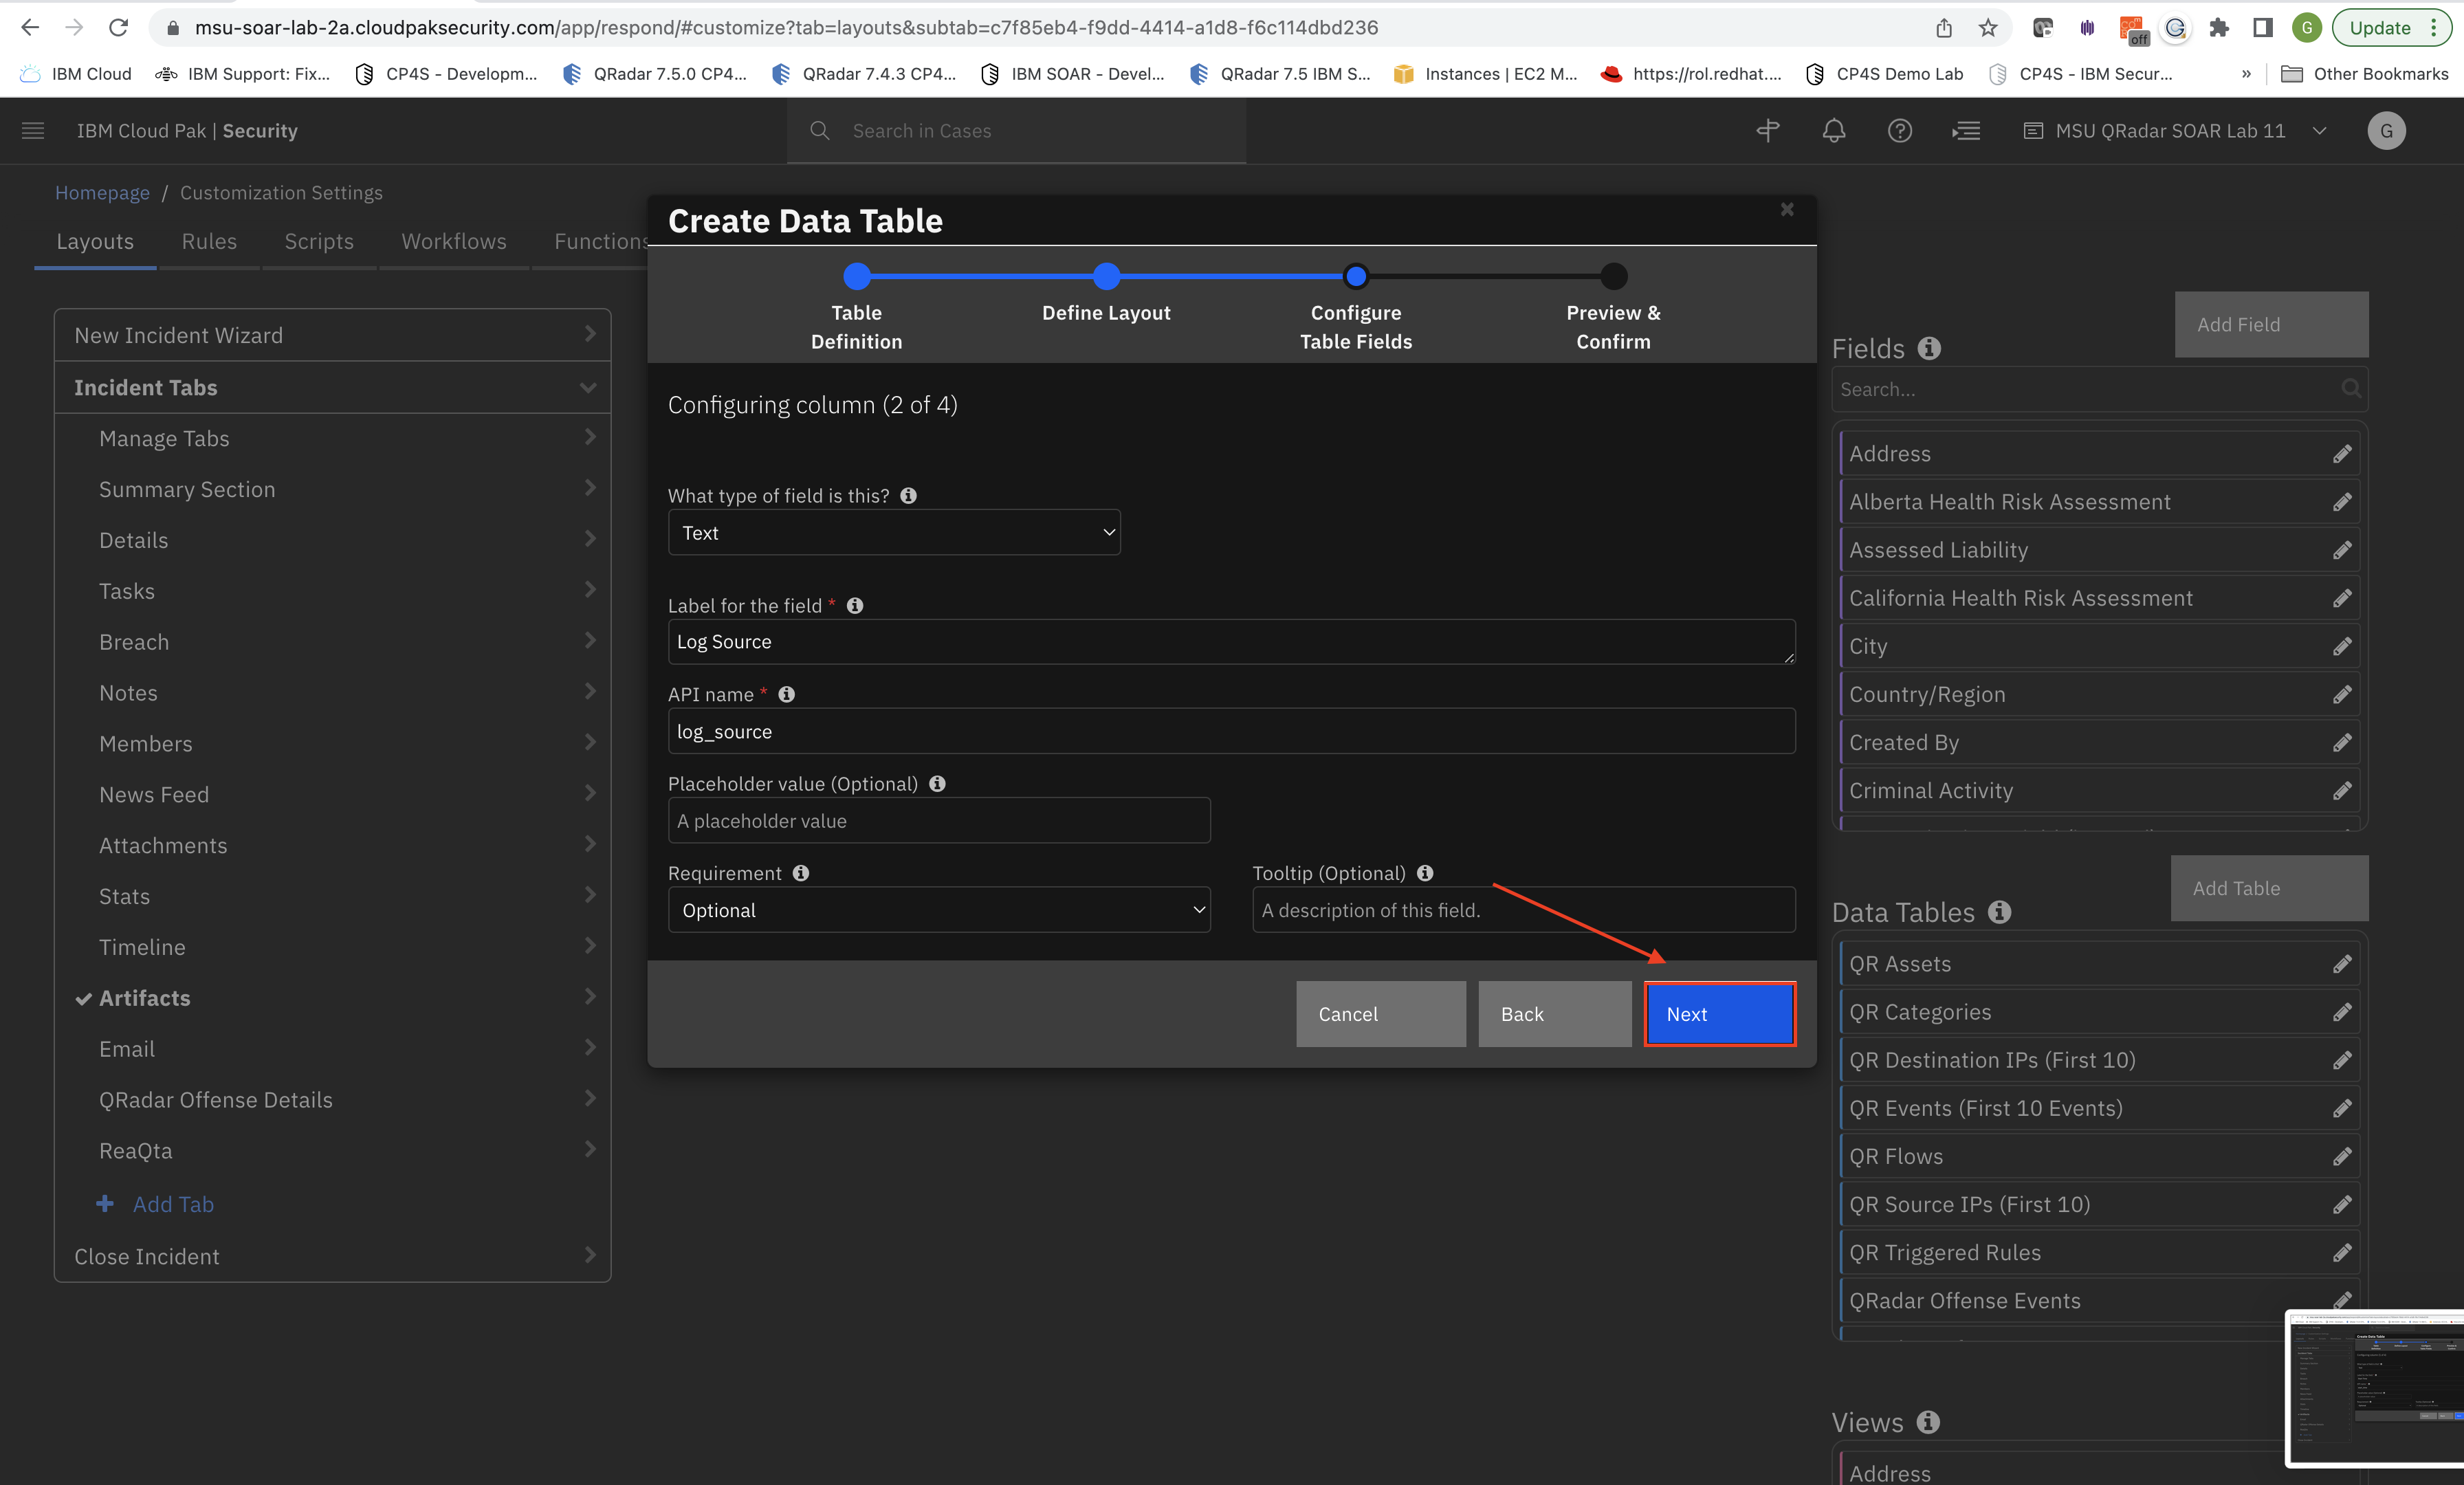 msu-soar-lab-2a.cloudpaksecurity.com/app/respond/#customize?tab=layouts&subtab=c7f85eb4-f9dd-4414-a1d8-f6c114dbd236
off
G
Update
IBM Cloud
IBM Support: Fix...
CP4S - Developm...
QRadar 7.5.0 CP4...
QRadar 7.4.3 CP4...
IBM SOAR - Devel...
QRadar 7.5 IBM S...
Instances | EC2 M...
https://rol.redhat....
CP4S Demo Lab
CP4S - IBM Secur...
»
Other Bookmarks
IBM Cloud Pak | Security
Search in Cases
MSU QRadar SOAR Lab 11
G
Homepage / Customization Settings
Layouts
Rules
Scripts
Workflows
Functions
New Incident Wizard
Incident Tabs
Manage Tabs
Summary Section
Details
Tasks
Breach
Notes
Members
News Feed
Attachments
Stats
Timeline
Artifacts
Email
QRadar Offense Details
ReaQta
Add Tab
Close Incident
Create Data Table
Table
Definition
Define Layout
Configure
Table Fields
Preview &
Confirm
Configuring column (2 of 4)
What type of field is this?
Text
Label for the field *
Log Source
API name *
log_source
Placeholder value (Optional)
A placeholder value
Requirement
Optional
Tooltip (Optional)
A description of this field.
Cancel
Back
Next
Add Field
Fields
Search...
Address
Alberta Health Risk Assessment
Assessed Liability
California Health Risk Assessment
City
Country/Region
Created By
Criminal Activity
Add Table
Data Tables
QR Assets
QR Categories
QR Destination IPs (First 10)
QR Events (First 10 Events)
QR Flows
QR Source IPs (First 10)
QR Triggered Rules
QRadar Offense Events
Views
Address